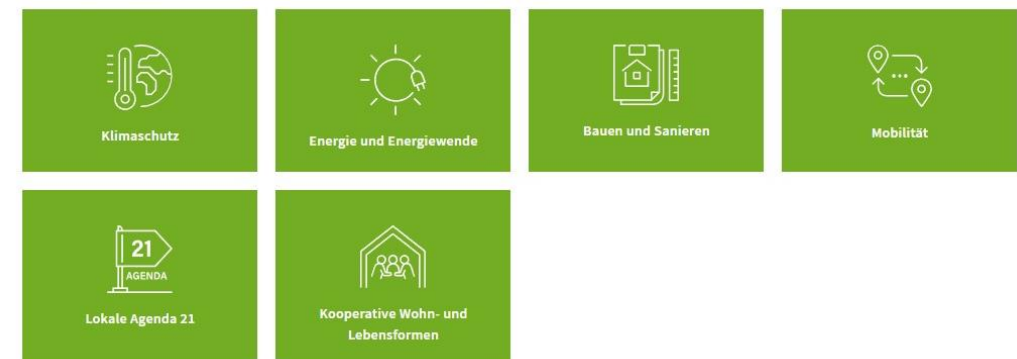 Klimaschutz
Energie und Energiewende
Bauen und Sanieren
Mobilität
21
AGENDA
Lokale Agenda 21
Kooperative Wohn- und
Lebensformen